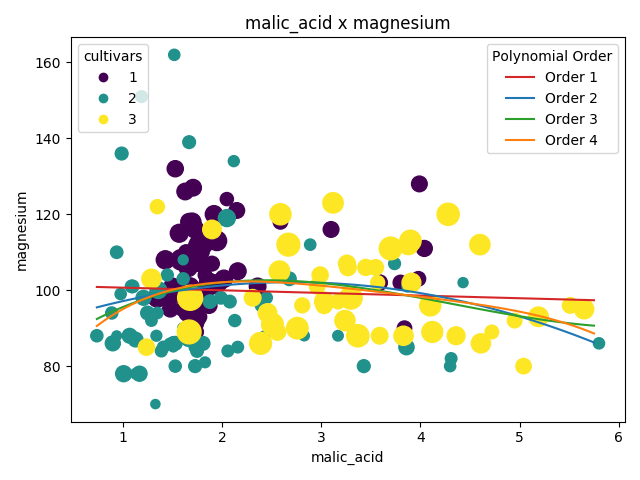 malic_acid x magnesium
magnesium
160
140
120
100
80
cultivars
1
2
3
Polynomial Order
Order 1
Order 2
Order 3
Order 4
1 2 3 4 5 6
malic_acid